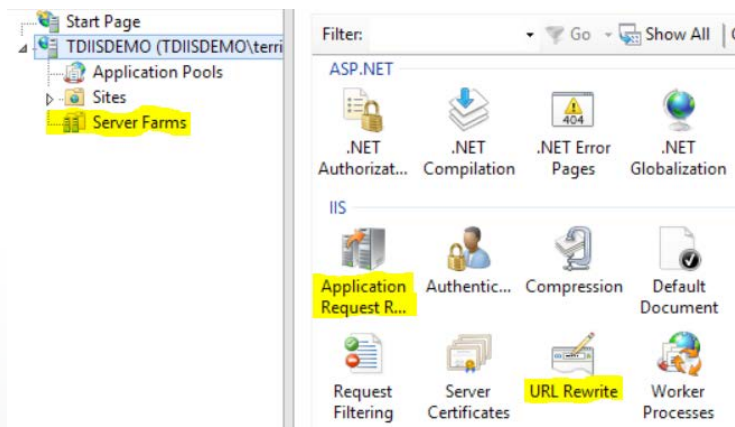 Start Page
TDIISDEMO (TDIISDEMO\terri
Application Pools
Sites
Server Farms
Filter:
Go
Show All
ASP.NET
.NET Authorizat...
.NET Compilation
.NET Error Pages
.NET Globalization
404
IIS
Application Request R...
Authentic...
Compression
Default Document
Request Filtering
Server Certificates
URL Rewrite
Worker Processes